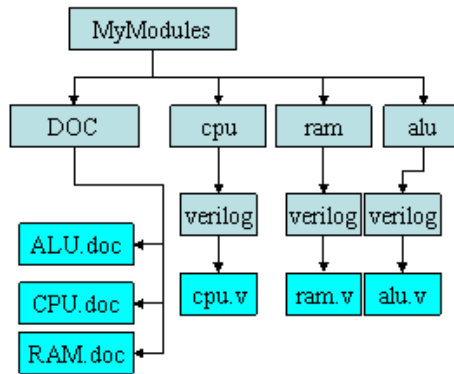 MyModules
DOC
cpu
ram
alu
verilog
verilog
verilog
ALU.doc
cpu.v
ram.v
alu.v
CPU.doc
RAM.doc